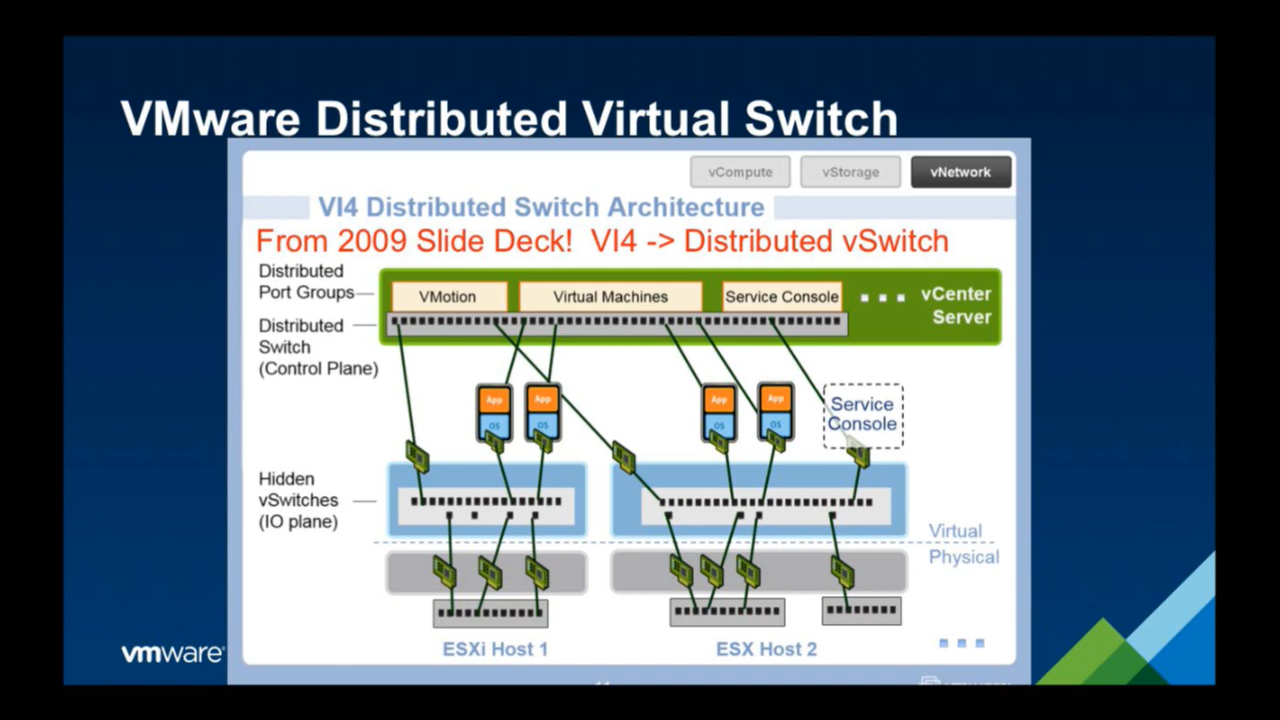 VMware Distributed Virtual Switch
vCompute
vStorage
vNetwork
VI4 Distributed Switch Architecture
From 2009 Slide Deck! VI4 -> Distributed vSwitch
Distributed
Port Groups
VMotion
Virtual Machines
Service Console
vCenter
Server
Distributed
Switch
(Control Plane)
App
OS
App
OS
App
OS
App
OS
Service
Console
Hidden
vSwitches
(IO plane)
Virtual
Physical
ESXi Host 1
ESX Host 2
vmware